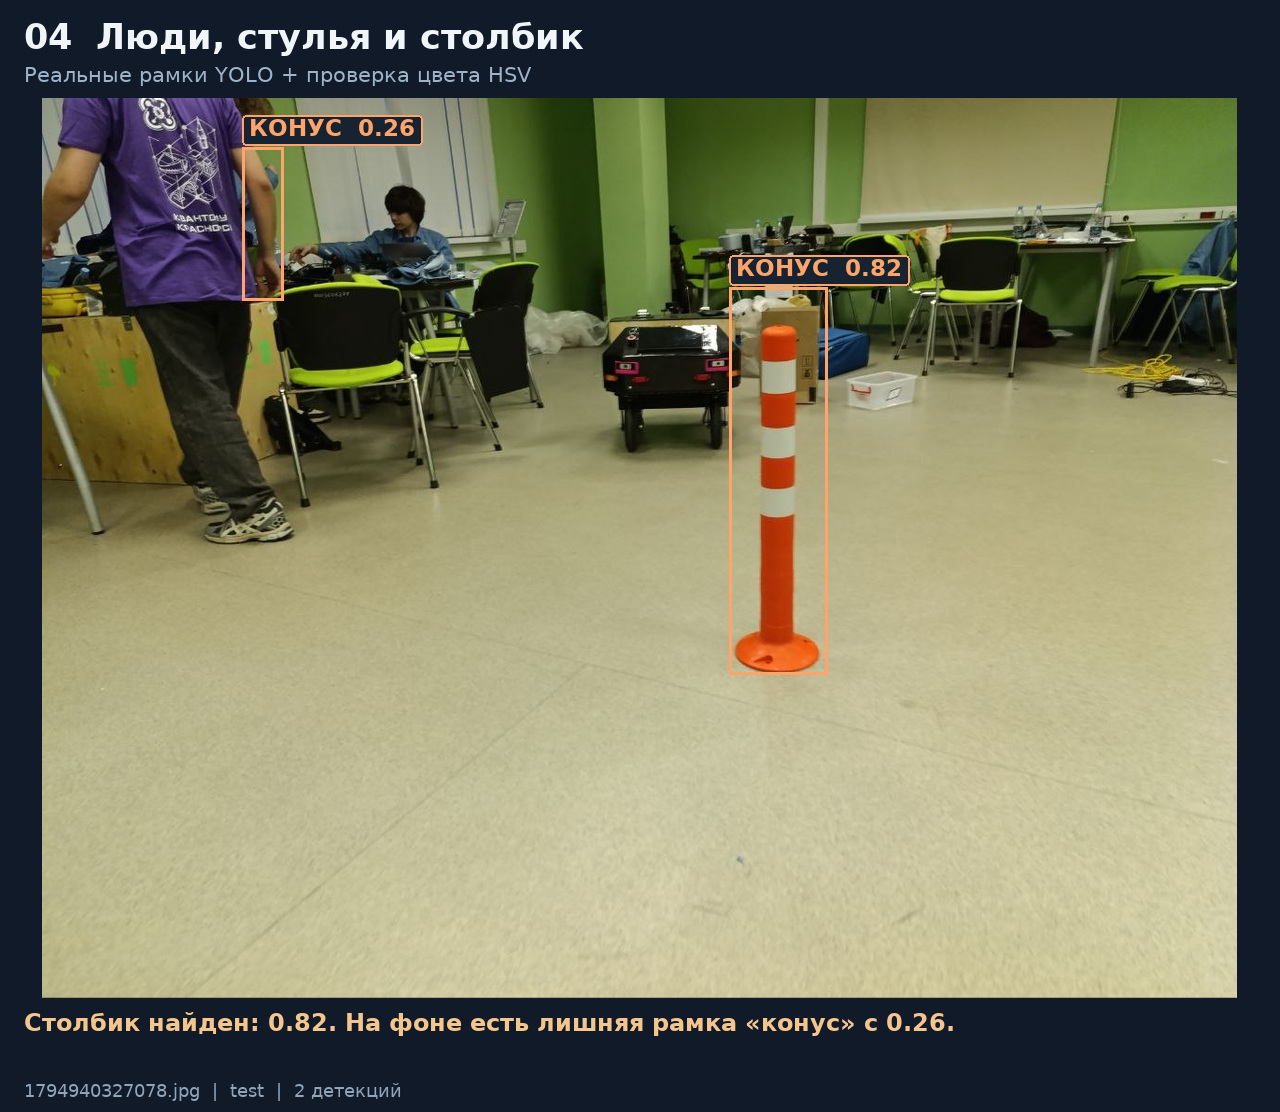 04 Люди, стулья и столбик
Реальные рамки YOLO + проверка цвета HSV
КОНУС 0.26
КВАНТОРИУМ
КОНУС 0.82
Столбик найден: 0.82. На фоне есть лишняя рамка «конус» с 0.26.
1794940327078.jpg | test | 2 детекций